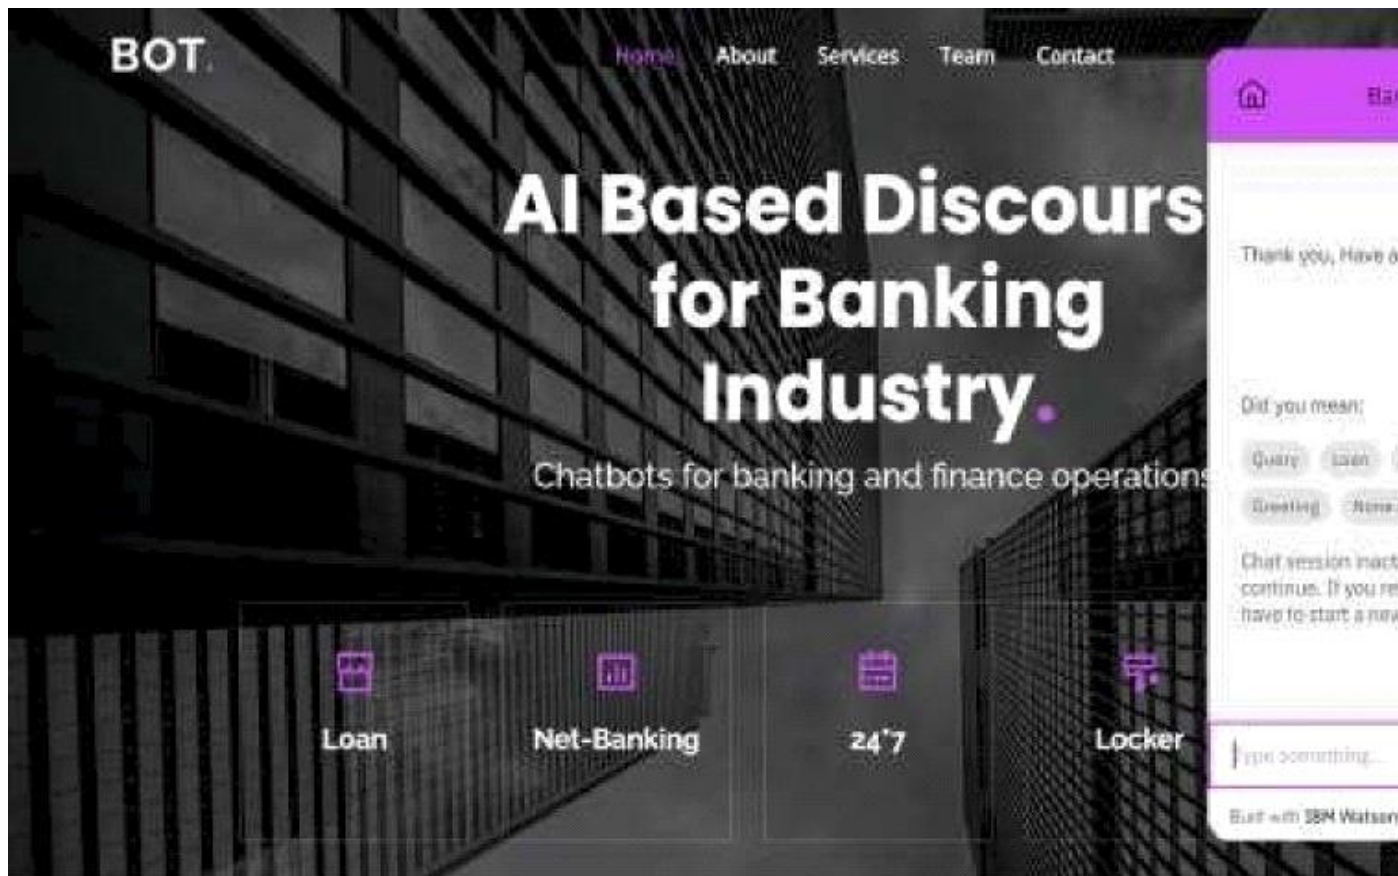 BOT.
Home About Services Team Contact
AI Based Discours
for Banking
Industry.
Chatbots for banking and finance operations
Loan
Net-Banking
24*7
Locker
Thank you, Have a
Did you mean:
Query
Greeting None
Chat session inact
continue. If you re
have to start a new
Type something...
Built with IBM Watson